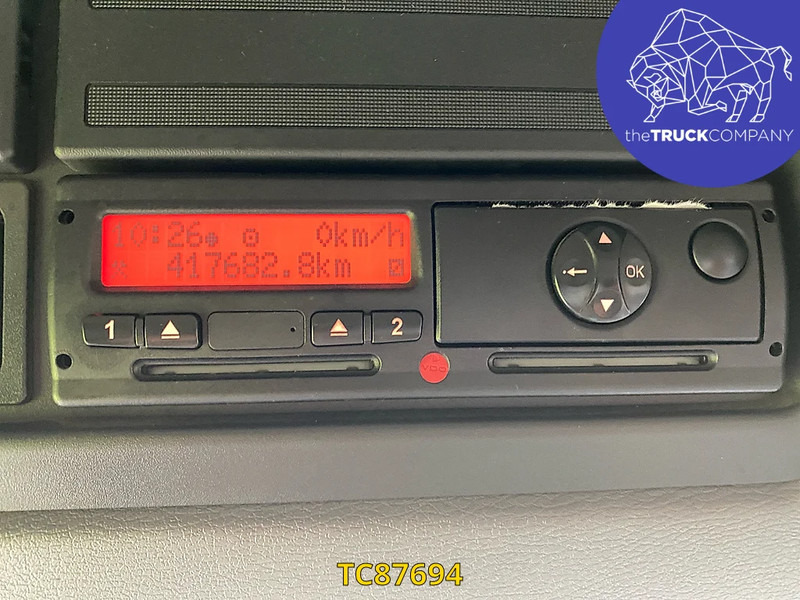 theTRUCKCOMPANY
10:26 0km/h
417682.8km
1 2
OK
VDO
TC87694